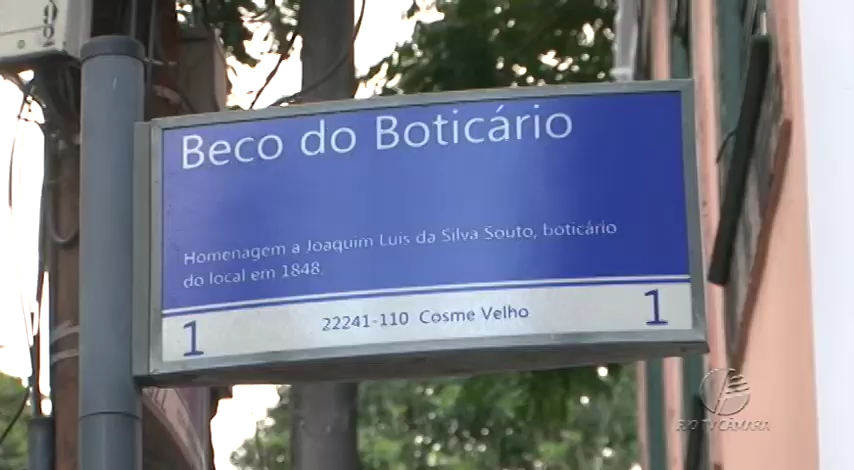 Beco do Boticário
Homenagem a Joaquim Luis da Silva Souto, boticário
do local em 1848.
1 22241-110 Cosme Velho 1
RIO TV CÂMARA